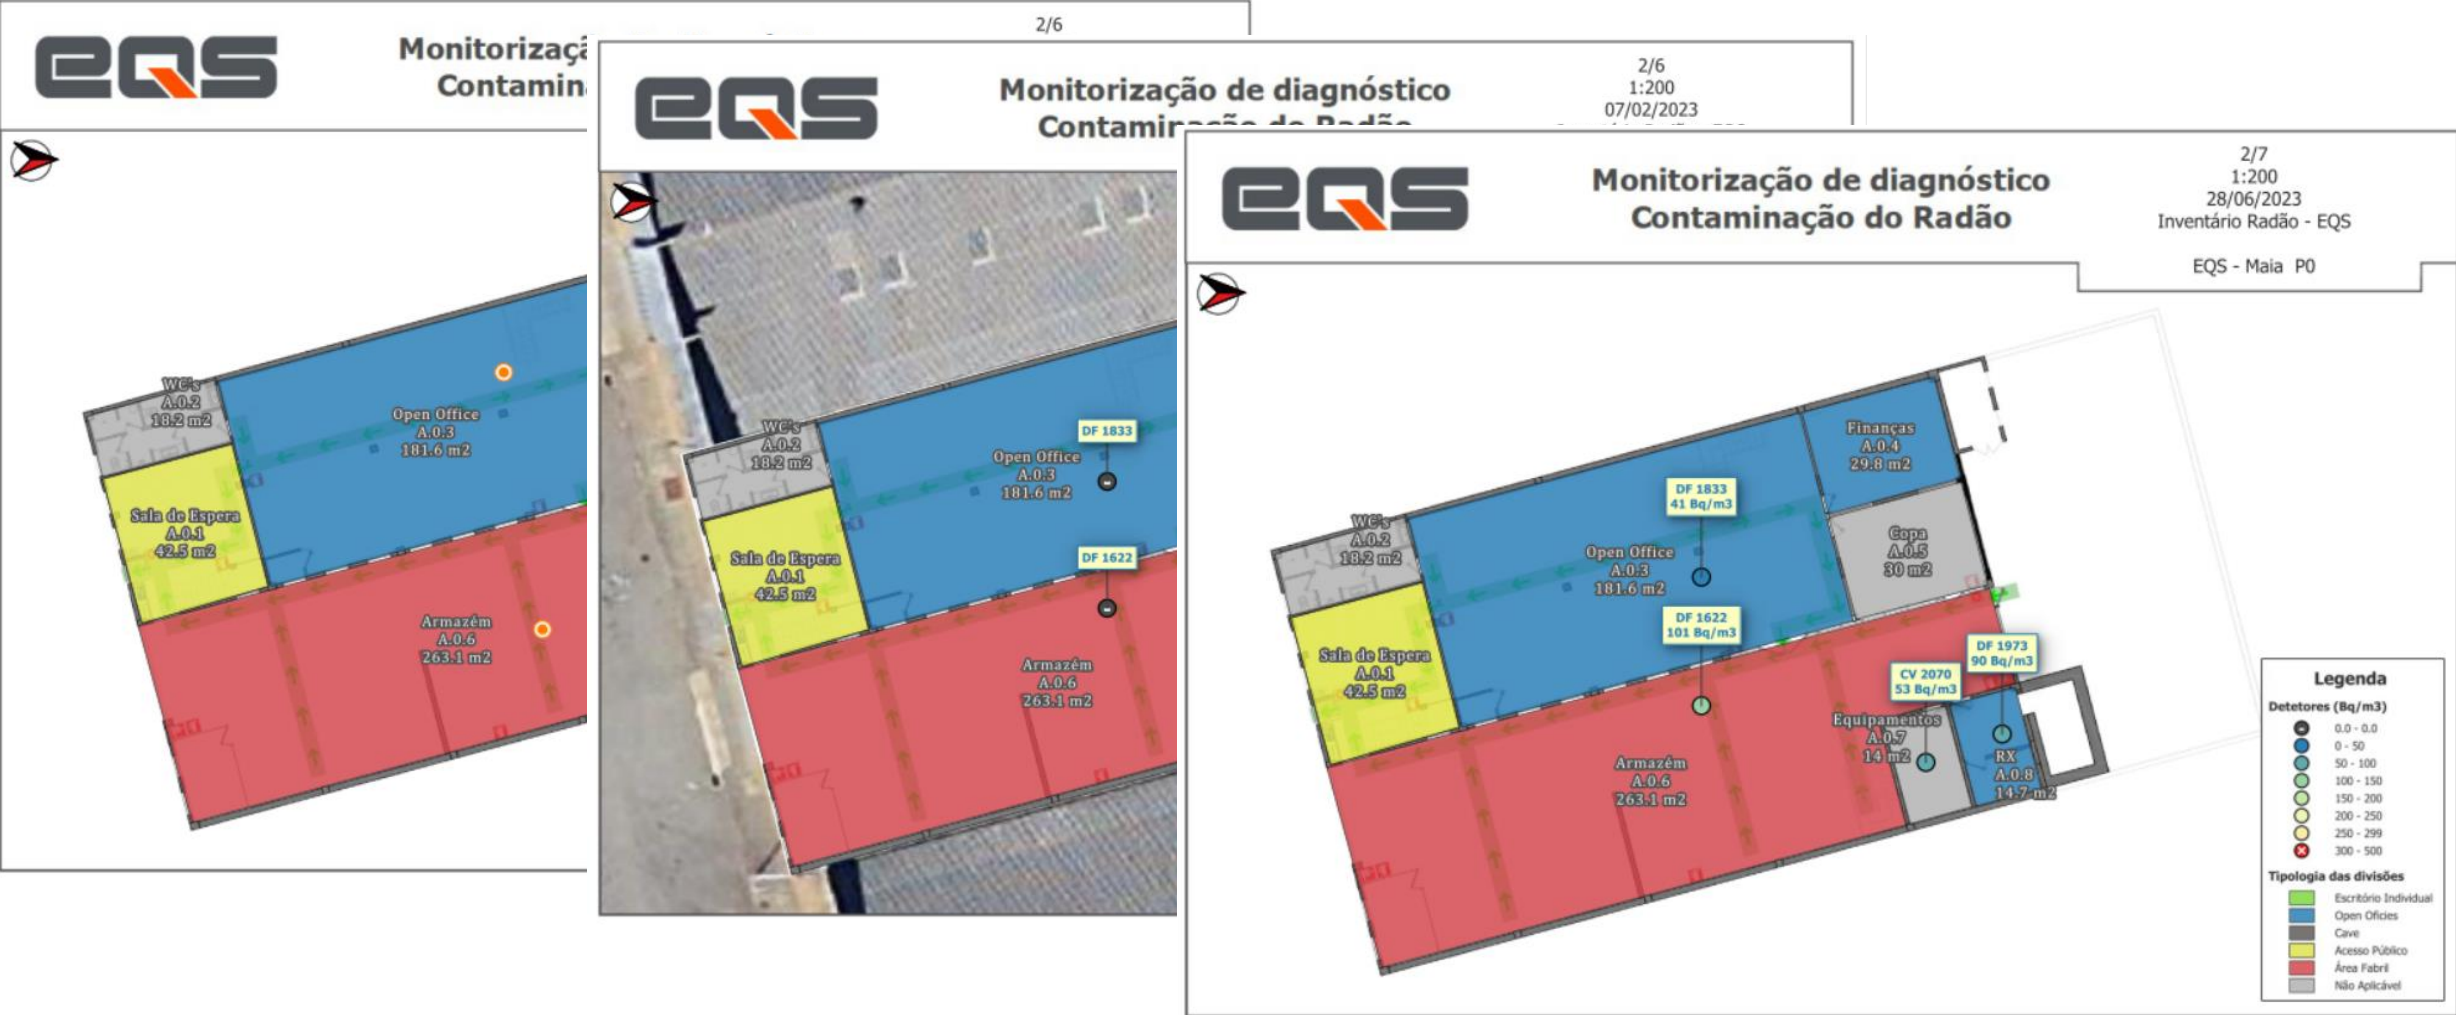 2/6
eQS
Monitorizaç
Contamin
WC's
A.0.2
18.2 m2
Open Office
A.0.3
181.6 m2
Sala de Espera
A.0.1
42.5 m2
Armazém
A.0.6
263.1 m2
eQS
Monitorização de diagnóstico
2/6
1:200
07/02/2023
DF 1833
WC's
A.0.2
18.2 m2
Open Office
A.0.3
181.6 m2
DF 1622
Sala de Espera
A.0.1
42.5 m2
Armazém
A.0.6
263.1 m2
eQS
Monitorização de diagnóstico
Contaminação do Radão
2/7
1:200
28/06/2023
Inventário Radão - EQS
EQS - Maia P0
Finanças
A.0.4
29.8 m2
DF 1833
41 Bq/m3
WC's
A.0.2
18.2 m2
Copa
A.0.5
30 m2
Open Office
A.0.3
181.6 m2
DF 1622
101 Bq/m3
Sala de Espera
A.0.1
42.5 m2
DF 1973
90 Bq/m3
CV 2070
53 Bq/m3
Equipamentos
A.0.7
14 m2
RX
A.0.8
14.7 m2
Armazém
A.0.6
263.1 m2
Legenda
Detetores (Bq/m3)
0.0 - 0.0
0 - 50
50 - 100
100 - 150
150 - 200
200 - 250
250 - 299
300 - 500
Tipologia das divisões
Escritório Individual
Open Oficies
Cave
Acesso Público
Área Fabril
Não Aplicável